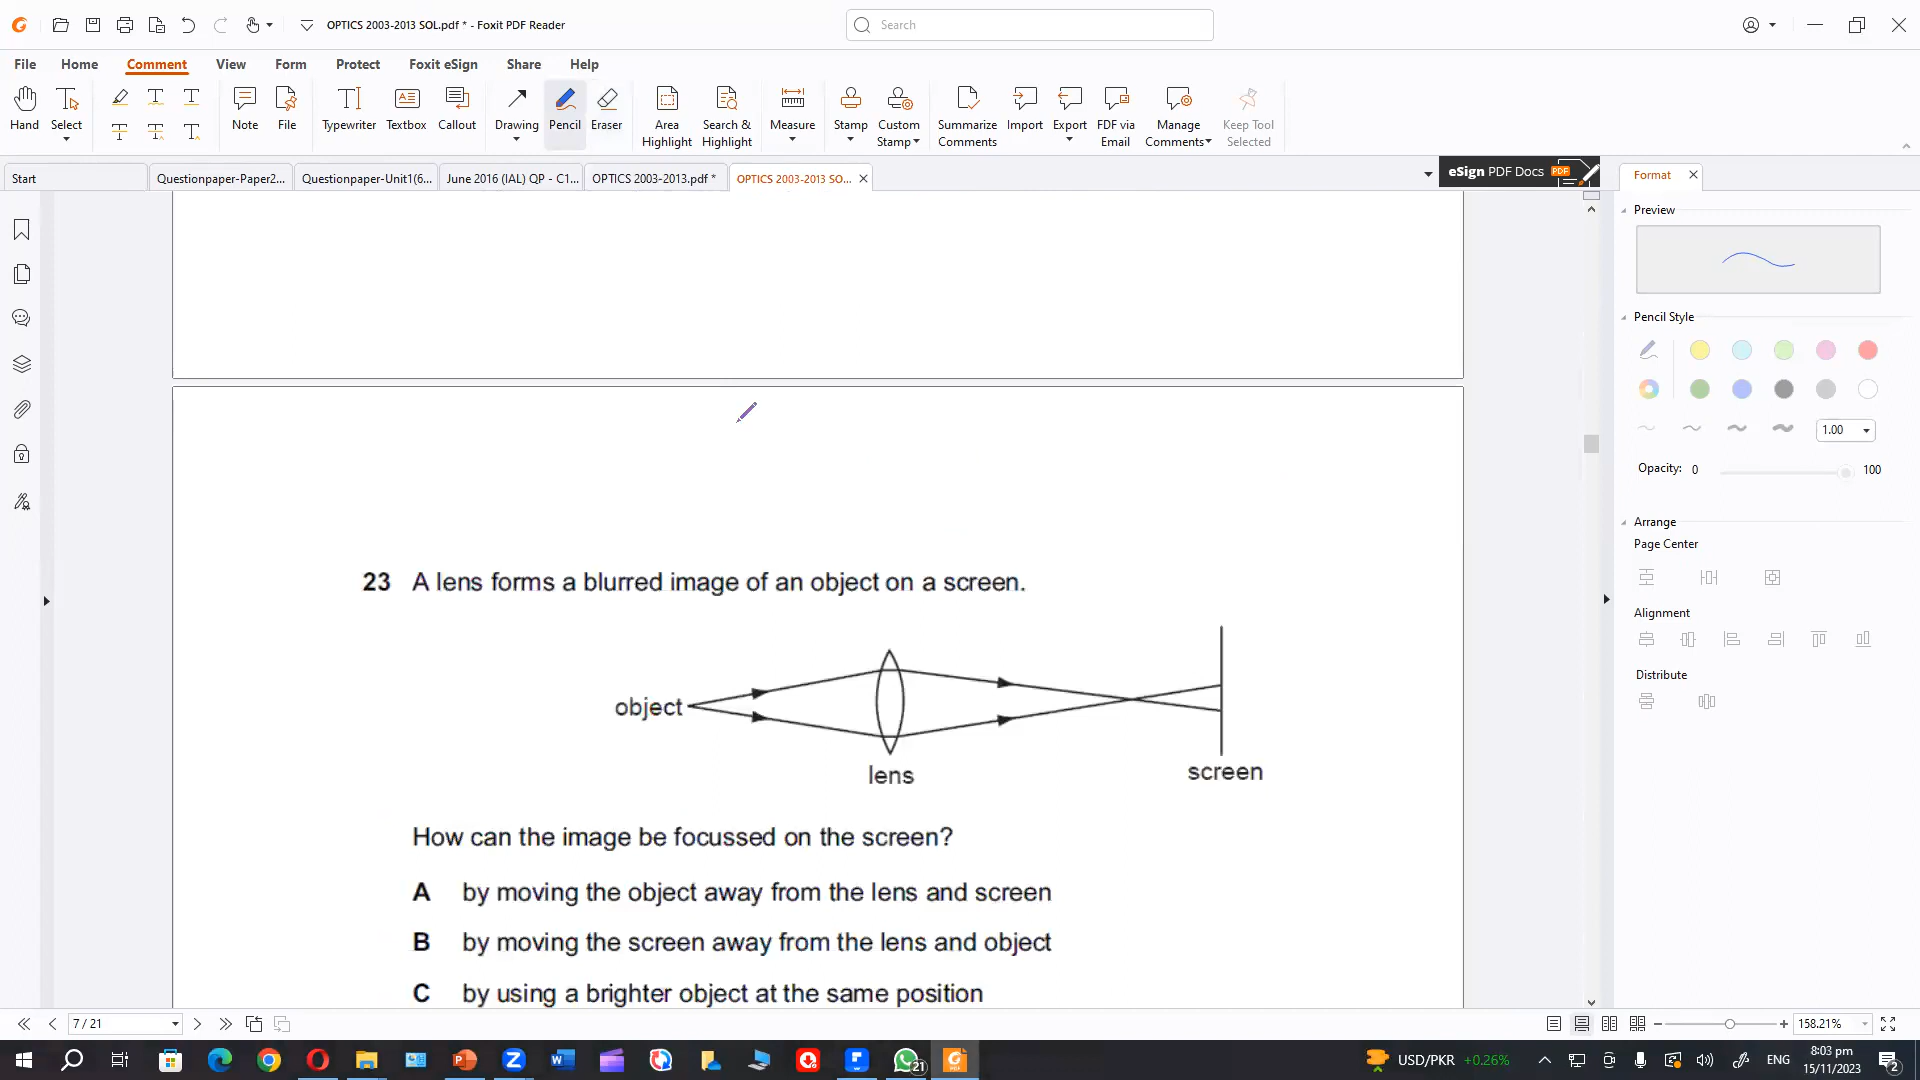 OPTICS 2003-2013 SOL.pdf * - Foxit PDF Reader
Search
File Home Comment View Form Protect Foxit eSign Share Help
Hand Select Note File Typewriter Textbox Callout Drawing Pencil Eraser Area Highlight Search & Highlight Measure Stamp Custom Stamp Summarize Comments Import Export FDF via Email Manage Comments Keep Tool Selected
Start Questionpaper-Paper2... Questionpaper-Unit1(6... June 2016 (IAL) QP - C1... OPTICS 2003-2013.pdf * OPTICS 2003-2013 SO... eSign PDF Docs PDF Format
Preview
Pencil Style
1.00
Opacity: 0 100
Arrange
Page Center
Alignment
Distribute
23 A lens forms a blurred image of an object on a screen.
object
lens
screen
How can the image be focussed on the screen?
A by moving the object away from the lens and screen
B by moving the screen away from the lens and object
C by using a brighter object at the same position
7 / 21 158.21%
USD/PKR +0.26% ENG 8:03 pm
15/11/2023
21
2